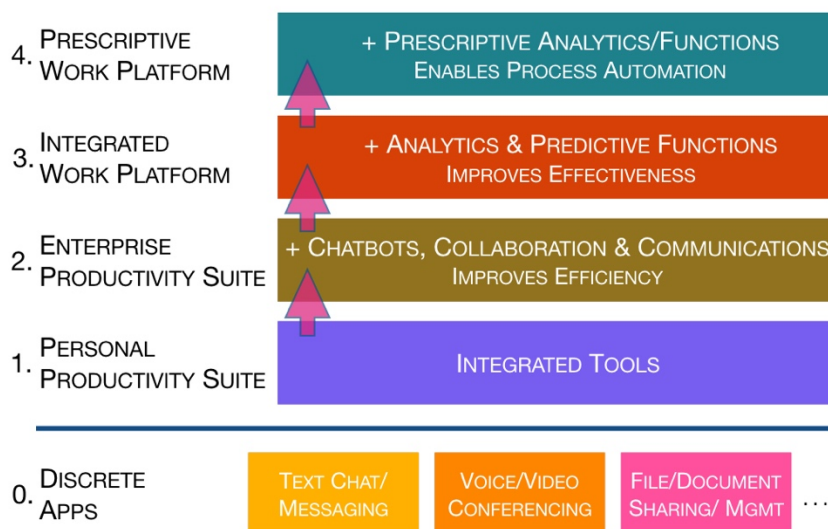 4. PRESCRIPTIVE
WORK PLATFORM
+ PRESCRIPTIVE ANALYTICS/FUNCTIONS
ENABLES PROCESS AUTOMATION
3. INTEGRATED
WORK PLATFORM
+ ANALYTICS & PREDICTIVE FUNCTIONS
IMPROVES EFFECTIVENESS
2. ENTERPRISE
PRODUCTIVITY SUITE
+ CHATBOTS, COLLABORATION & COMMUNICATIONS
IMPROVES EFFICIENCY
1. PERSONAL
PRODUCTIVITY SUITE
INTEGRATED TOOLS
0. DISCRETE
APPS
TEXT CHAT/
MESSAGING
VOICE/VIDEO
CONFERENCING
FILE/DOCUMENT
SHARING/ MGMT
...